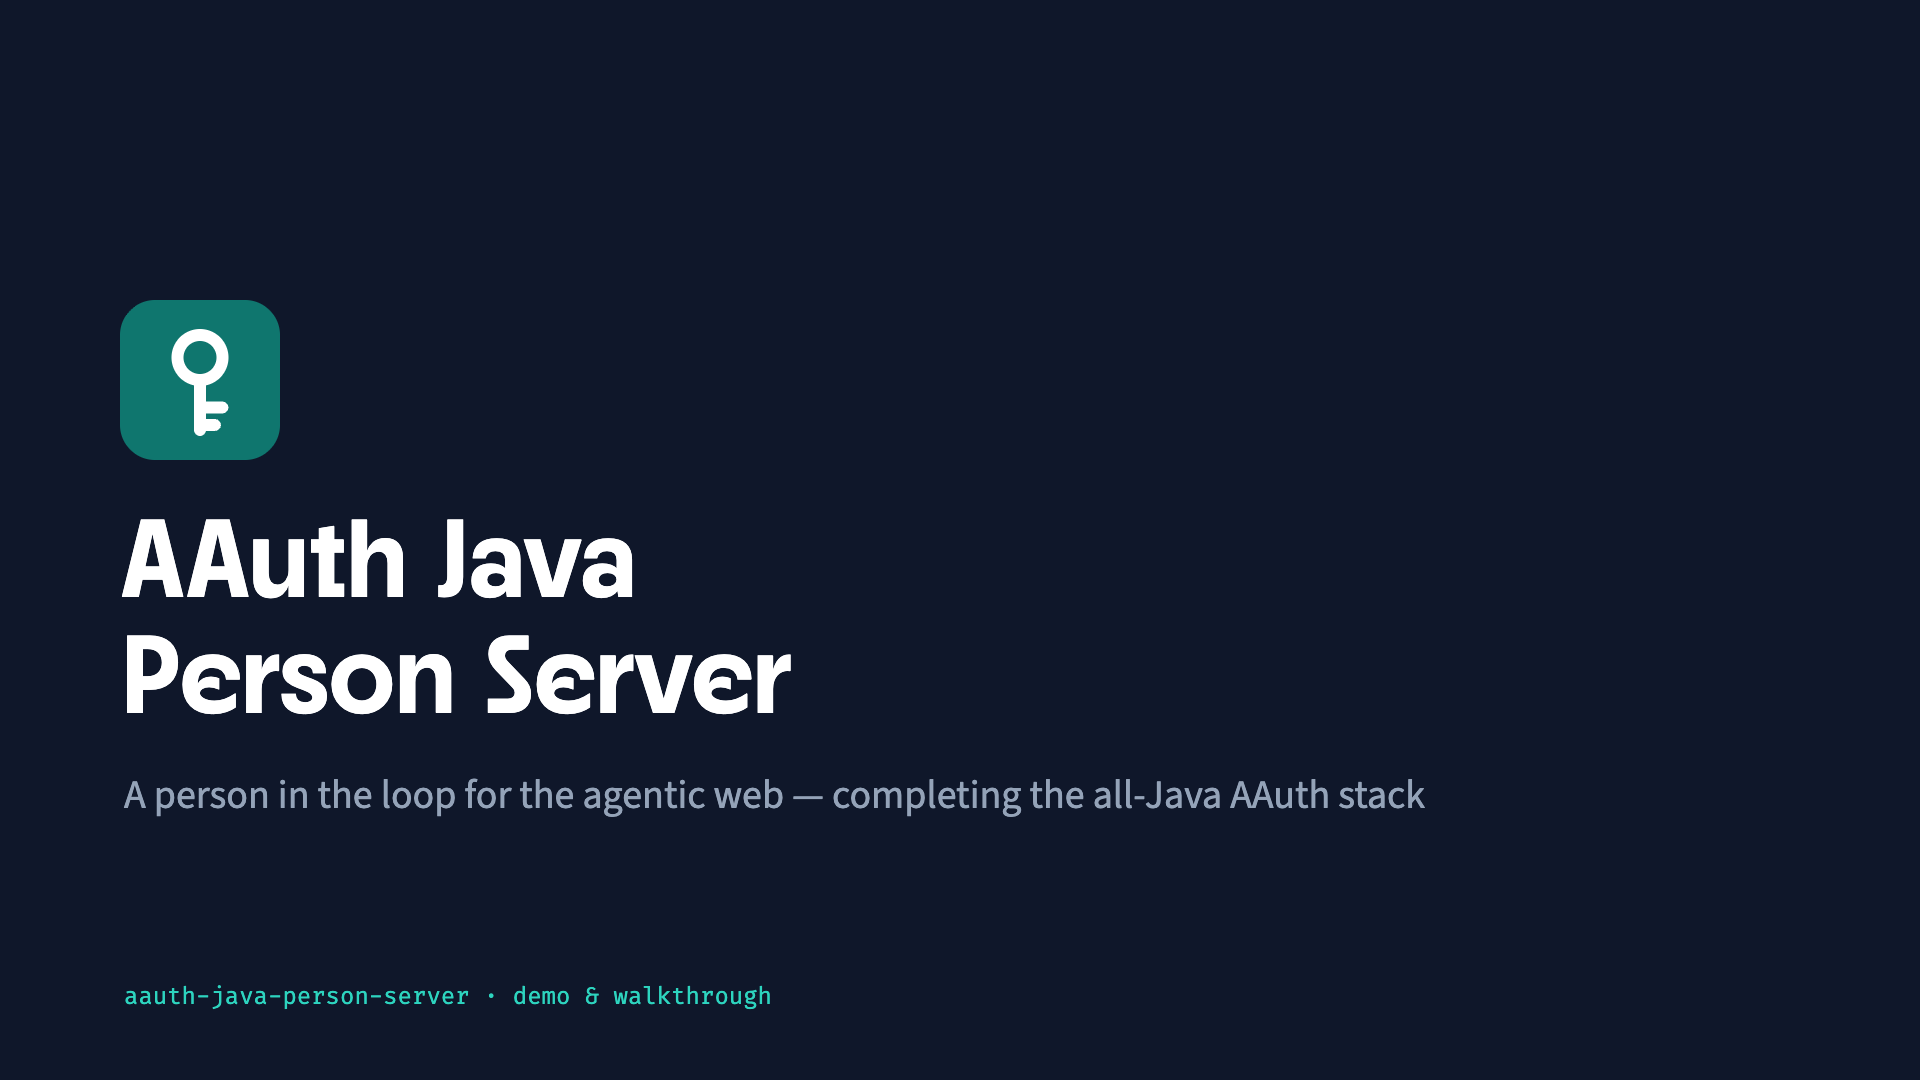 AAuth Java
Person Server
A person in the loop for the agentic web — completing the all-Java AAuth stack
aauth-java-person-server · demo & walkthrough